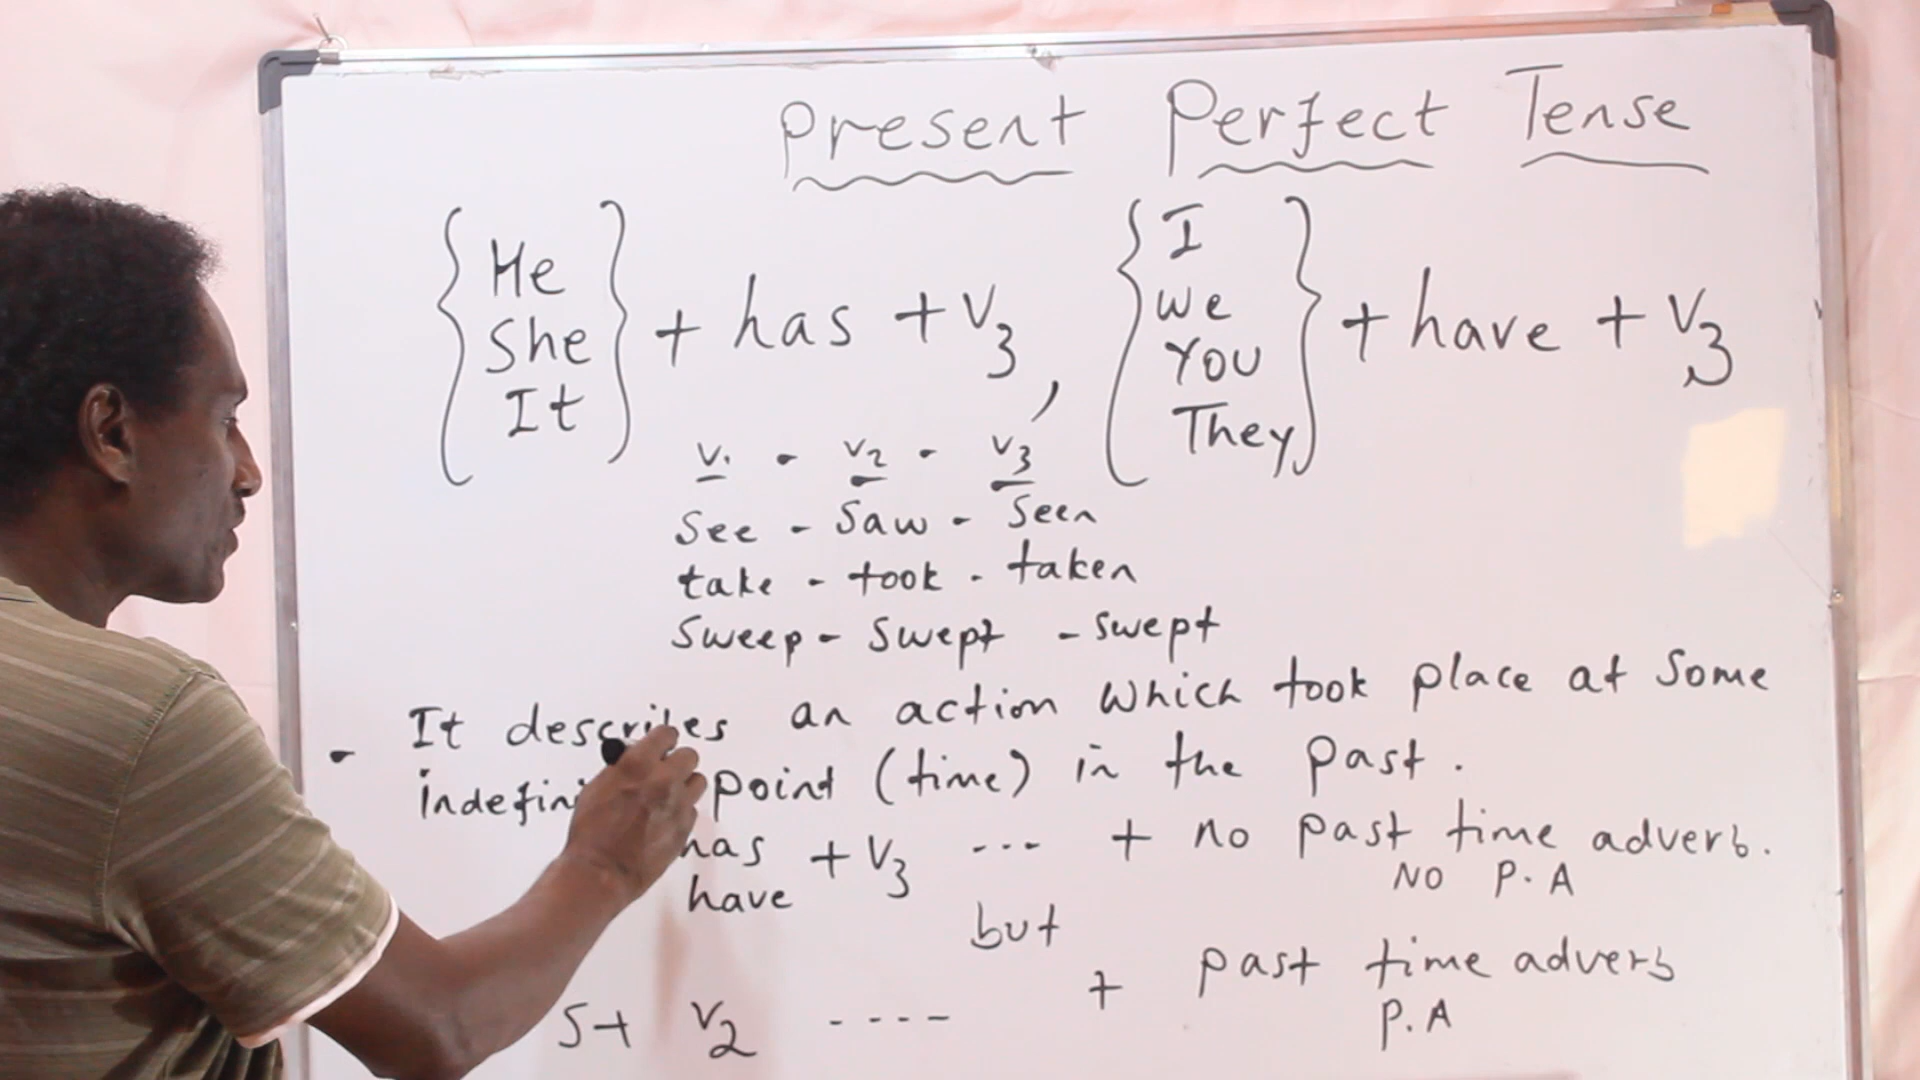 Present Perfect Tense
{ He She It } + has + V3 , { I We You They } + have + V3
V1 - V2 - V3
See - Saw - Seen
take - took - taken
Sweep - Swept - swept
- It describes an action which took place at some
point (time) in the past.
has have + V3 --- + no past time adverb.
NO P.A
but
S+ V2 ---- + past time adverb
P.A